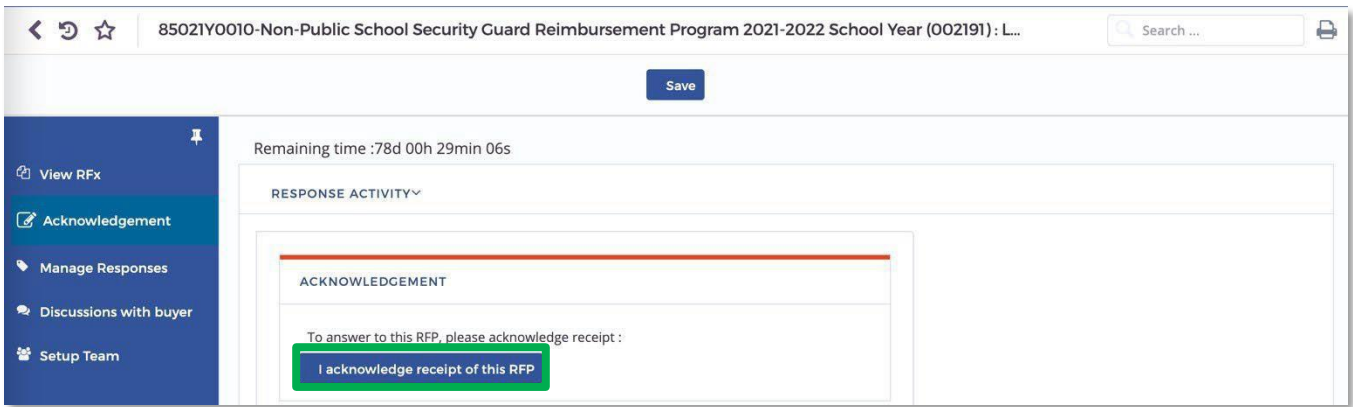 85021Y0010-Non-Public School Security Guard Reimbursement Program 2021-2022 School Year (002191) : L...
Search ...
Save
Remaining time :78d 00h 29min 06s
View RFx
RESPONSE ACTIVITY
Acknowledgement
Manage Responses
ACKNOWLEDGEMENT
Discussions with buyer
To answer to this RFP, please acknowledge receipt :
Setup Team
I acknowledge receipt of this RFP